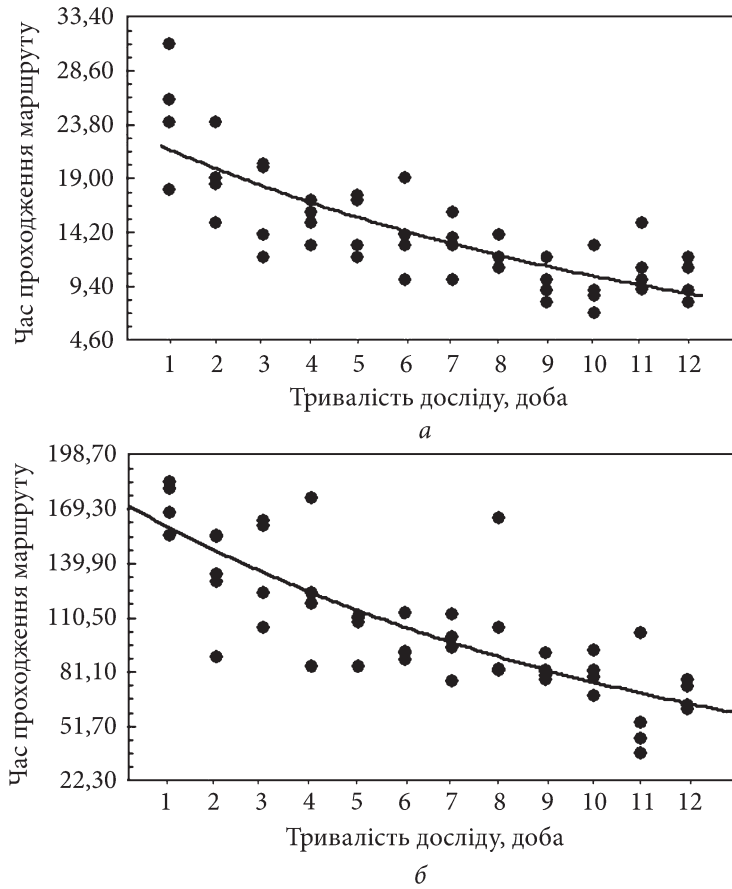 33,40
28,60
23,80
19,00
14,20
9,40
4,60
Час проходження маршруту
1 2 3 4 5 6 7 8 9 10 11 12
Тривалість досліду, доба
а
198,70
169,30
139,90
110,50
81,10
51,70
22,30
Час проходження маршруту
1 2 3 4 5 6 7 8 9 10 11 12
Тривалість досліду, доба
б